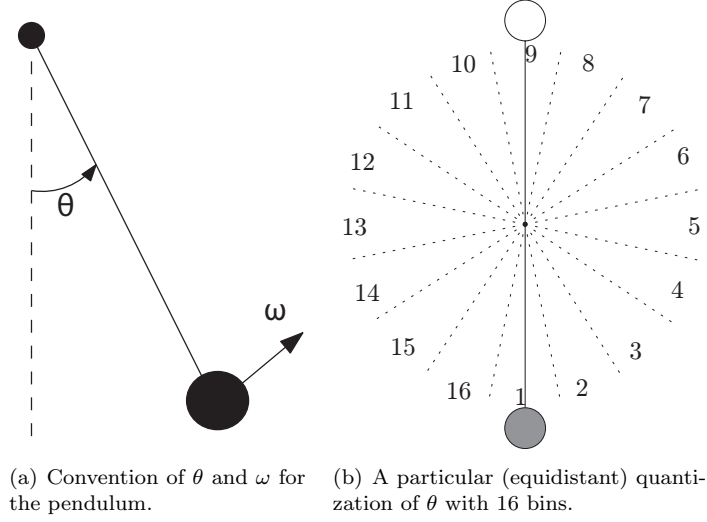 θ
ω
9
10
8
11
7
12
6
13
5
14
4
15
3
16
1
2
(a) Convention of θ and ω for
the pendulum.
(b) A particular (equidistant) quanti-
zation of θ with 16 bins.